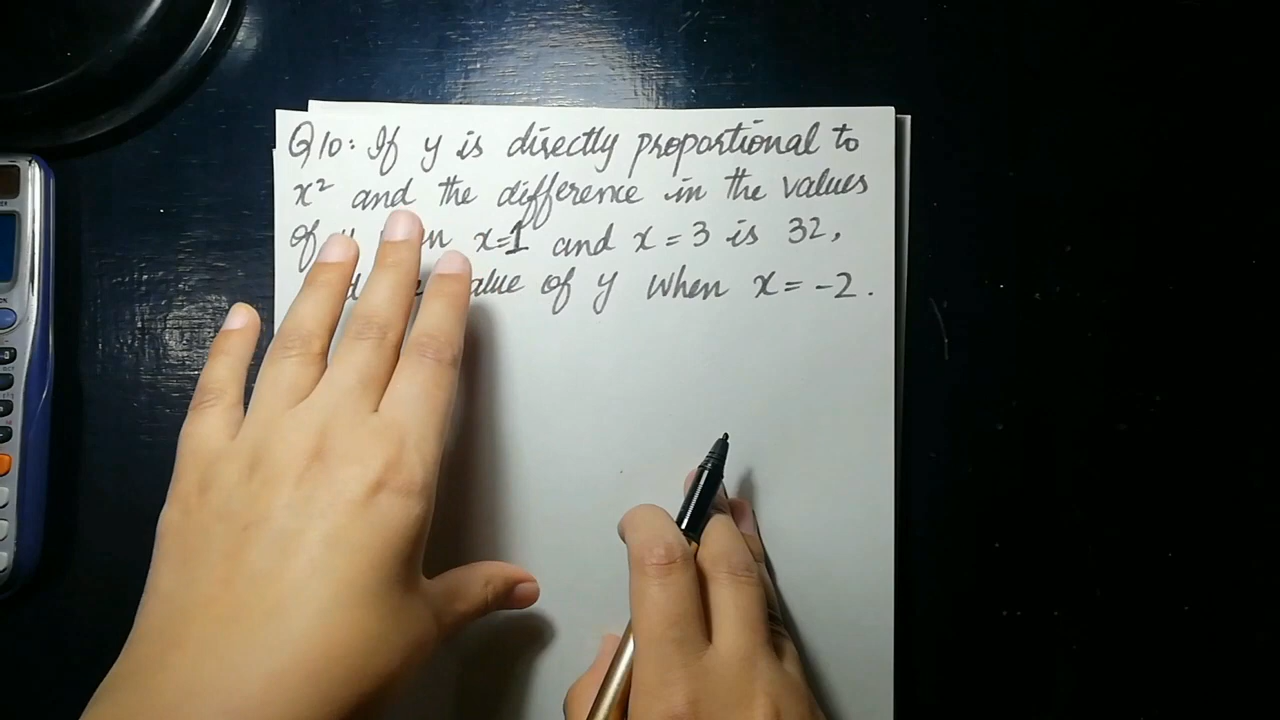 Q10: If y is directly proportional to
x² and the difference in the values
of x=1 and x = 3 is 32,
of y when x = -2.